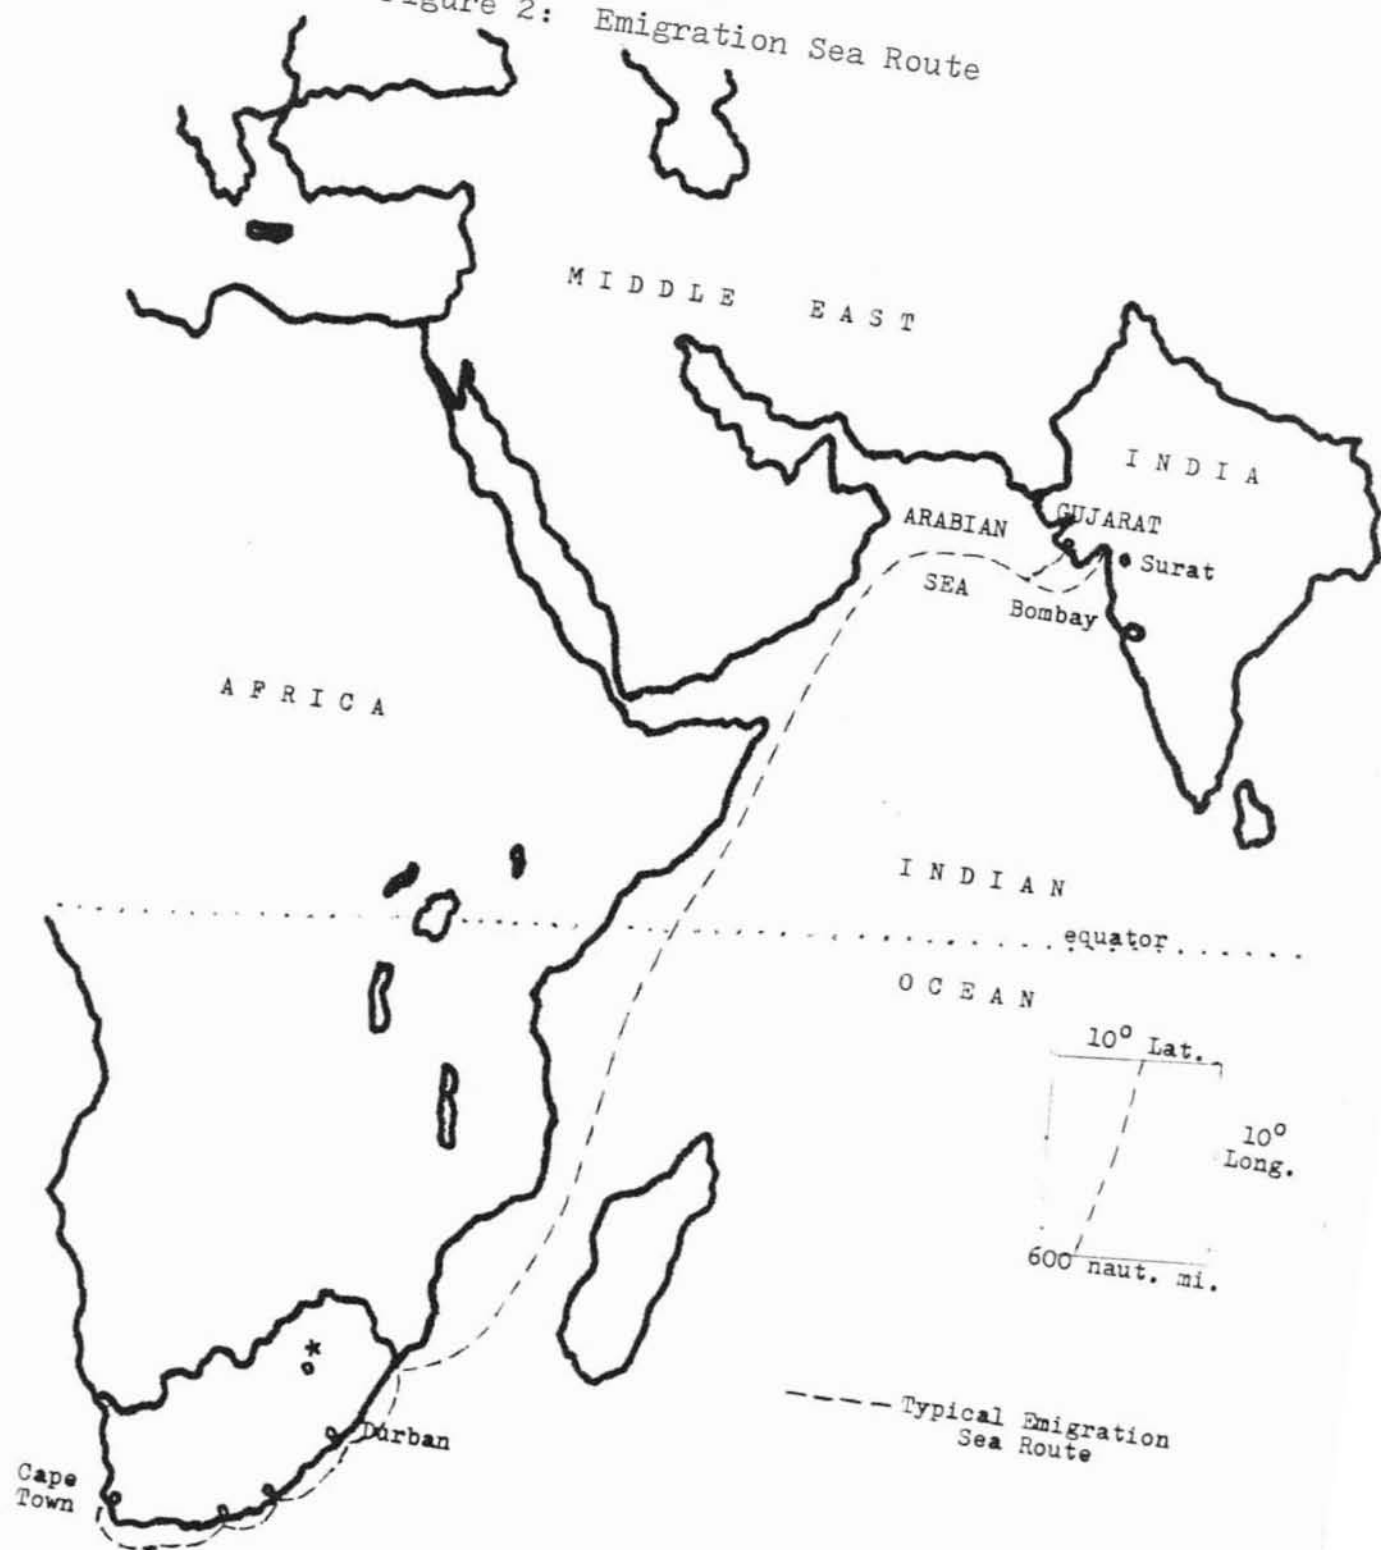 Figure 2: Emigration Sea Route
MIDDLE EAST
INDIA
ARABIAN
GUJARAT
SEA
Surat
Bombay
AFRICA
INDIAN
equator
OCEAN
10° Lat.
10°
Long.
600 naut. mi.
*
---- Typical Emigration
Sea Route
Durban
Cape
Town